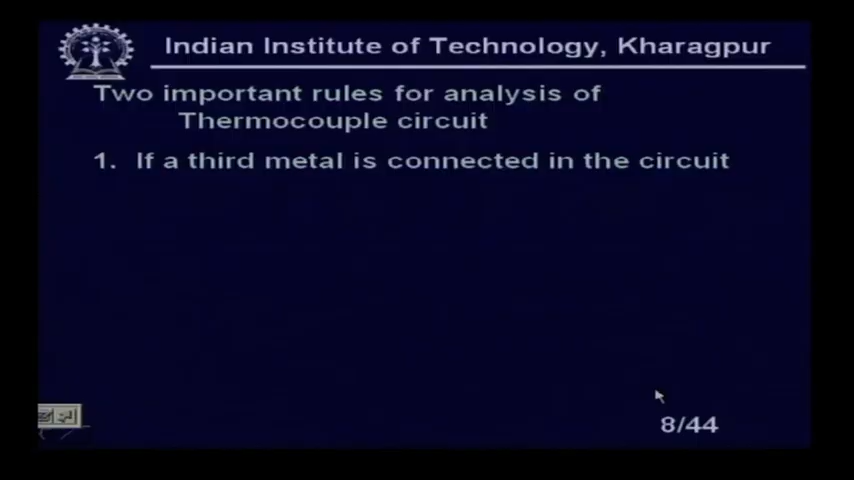 Indian Institute of Technology, Kharagpur
Two important rules for analysis of
Thermocouple circuit
1. If a third metal is connected in the circuit
8/44